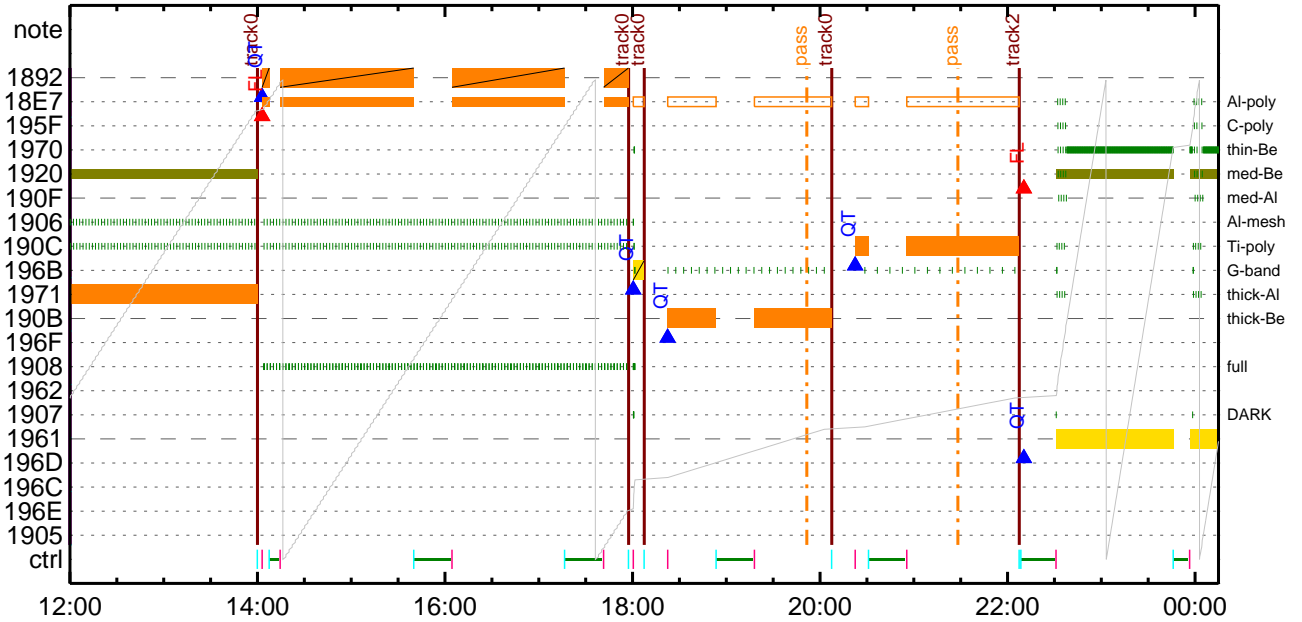 note
1892
18E7
195F
1970
1920
190F
1906
190C
196B
1971
190B
196F
1908
1962
1907
1961
196D
196C
196E
1905
ctrl
track0
QT
FL
track0
track0
pass
track0
pass
track2
FL
QT
QT
QT
QT
Al-poly
C-poly
thin-Be
med-Be
med-Al
Al-mesh
Ti-poly
G-band
thick-Al
thick-Be
full
DARK
12:00 14:00 16:00 18:00 20:00 22:00 00:00